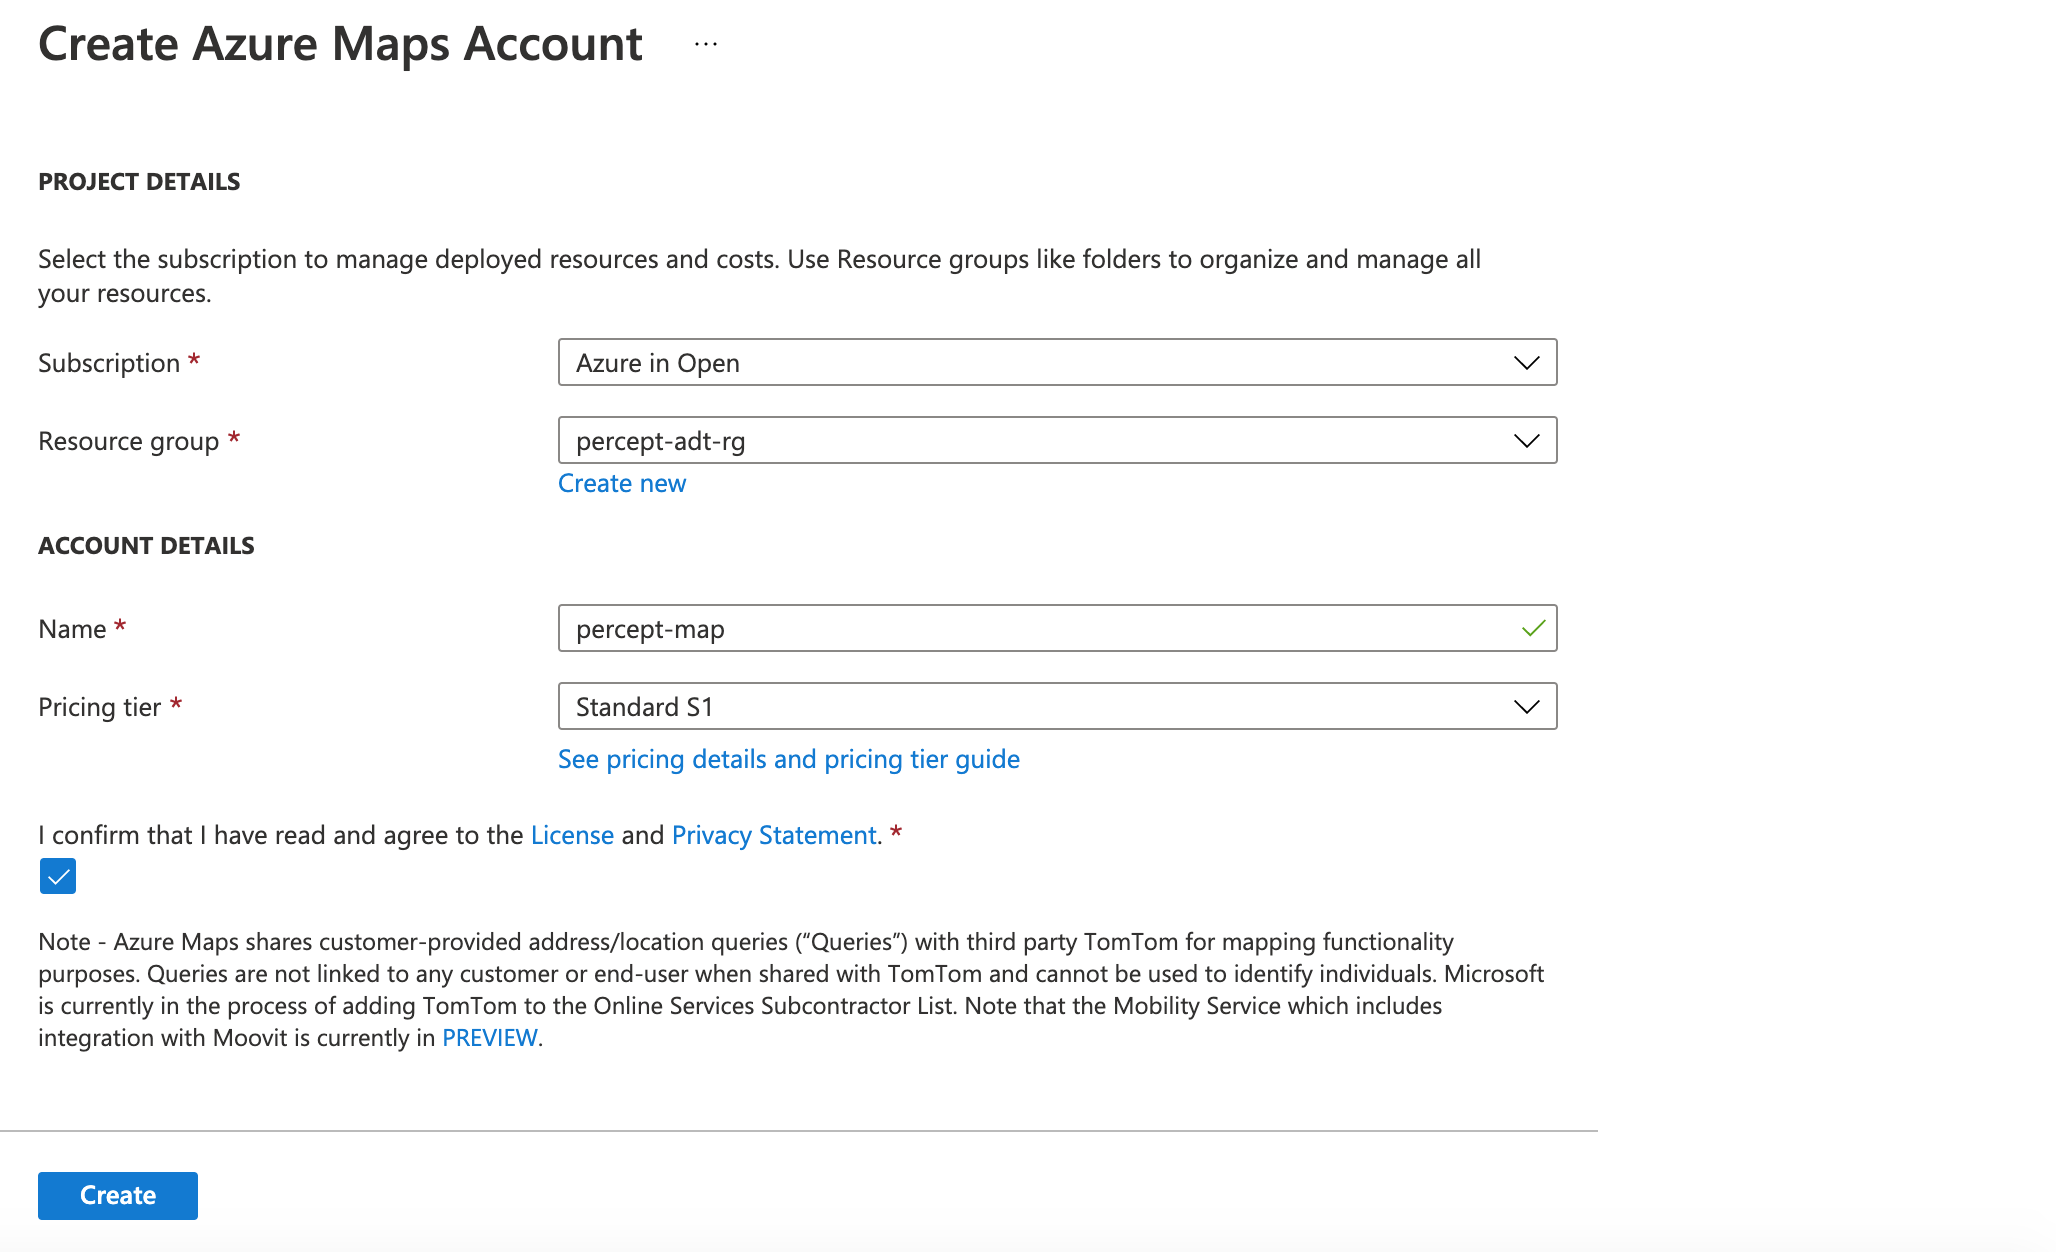 Create Azure Maps Account ...
PROJECT DETAILS
Select the subscription to manage deployed resources and costs. Use Resource groups like folders to organize and manage all
your resources.
Subscription *
Azure in Open
Resource group *
percept-adt-rg
Create new
ACCOUNT DETAILS
Name *
percept-map
Pricing tier *
Standard S1
See pricing details and pricing tier guide
I confirm that I have read and agree to the License and Privacy Statement. *
Note - Azure Maps shares customer-provided address/location queries (“Queries”) with third party TomTom for mapping functionality
purposes. Queries are not linked to any customer or end-user when shared with TomTom and cannot be used to identify individuals. Microsoft
is currently in the process of adding TomTom to the Online Services Subcontractor List. Note that the Mobility Service which includes
integration with Moovit is currently in PREVIEW.
Create